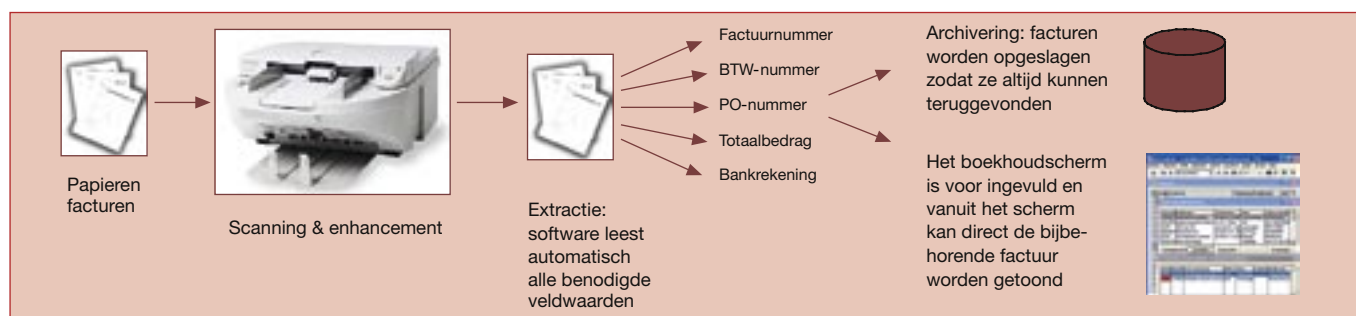 Papieren
facturen
Scanning & enhancement
Extractie:
software leest
automatisch
alle benodigde
veldwaarden
Factuurnummer
BTW-nummer
PO-nummer
Totaalbedrag
Bankrekening
Archivering: facturen
worden opgeslagen
zodat ze altijd kunnen
teruggevonden
Het boekhoudscherm
is voor ingevuld en
vanuit het scherm
kan direct de bijbe-
horende factuur
worden getoond